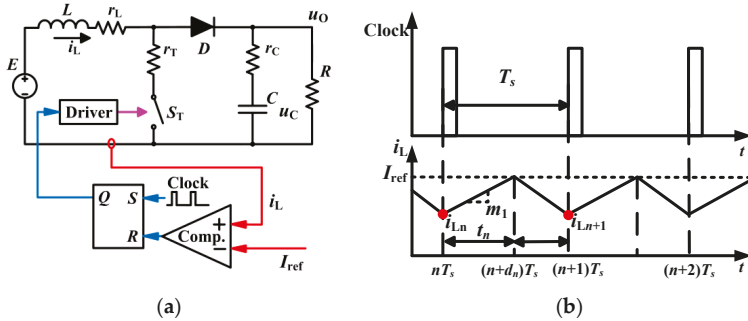 L
r_L
i_L
D
u_O
r_T
r_C
R
E
S_T
C
u_C
Driver
Q
S
R
Clock
Comp.
+
−
i_L
I_ref
(a)
Clock
T_s
t
i_L
I_ref
i_Ln
m_1
i_Ln+1
t_n
nT_s
(n+d_n)T_s
(n+1)T_s
(n+2)T_s
t
(b)